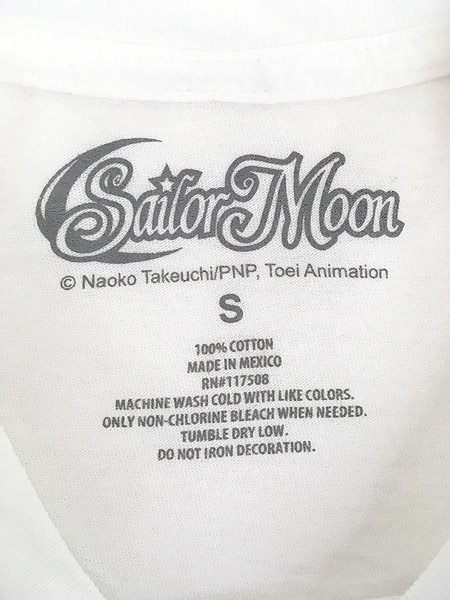 Sailor Moon
© Naoko Takeuchi/PNP, Toei Animation
S
100% COTTON
MADE IN MEXICO
RN#117508
MACHINE WASH COLD WITH LIKE COLORS.
ONLY NON-CHLORINE BLEACH WHEN NEEDED.
TUMBLE DRY LOW.
DO NOT IRON DECORATION.